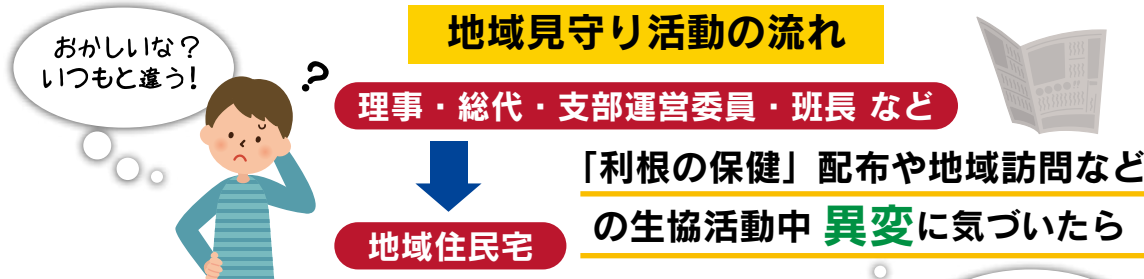 おかしいな？
いつもと違う！
?
地域見守り活動の流れ
理事・総代・支部運営委員・班長 など
「利根の保健」配布や地域訪問など
の生協活動中 異変に気づいたら
地域住民宅